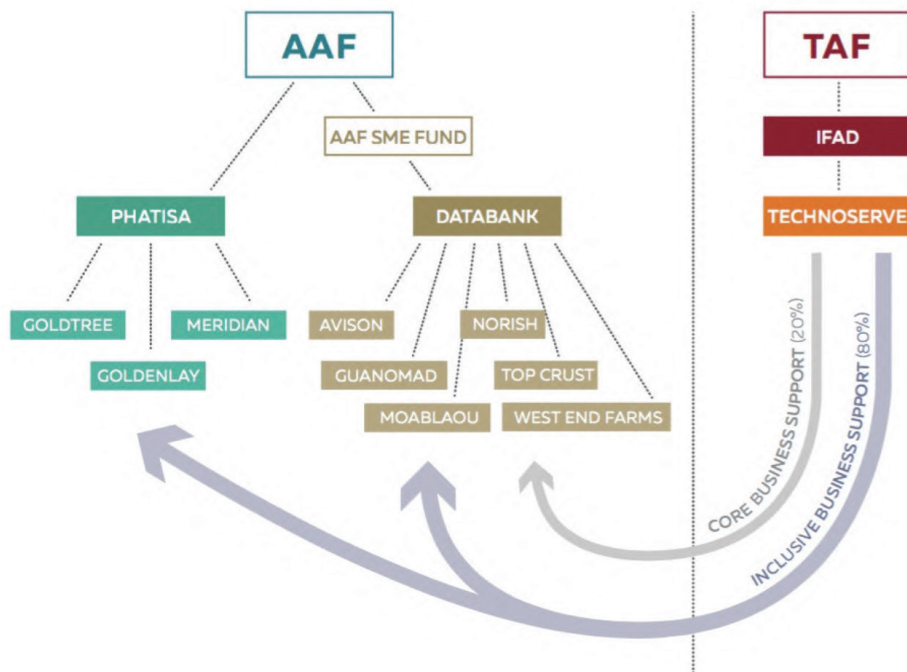 AAF
TAF
AAF SME FUND
IFAD
PHATISA
DATABANK
TECHNOSERVE
GOLDTREE
MERIDIAN
AVISON
NORISH
GOLDENLAY
GUANOMAD
TOP CRUST
MOABLAOU
WEST END FARMS
CORE BUSINESS SUPPORT (20%)
INCLUSIVE BUSINESS SUPPORT (80%)